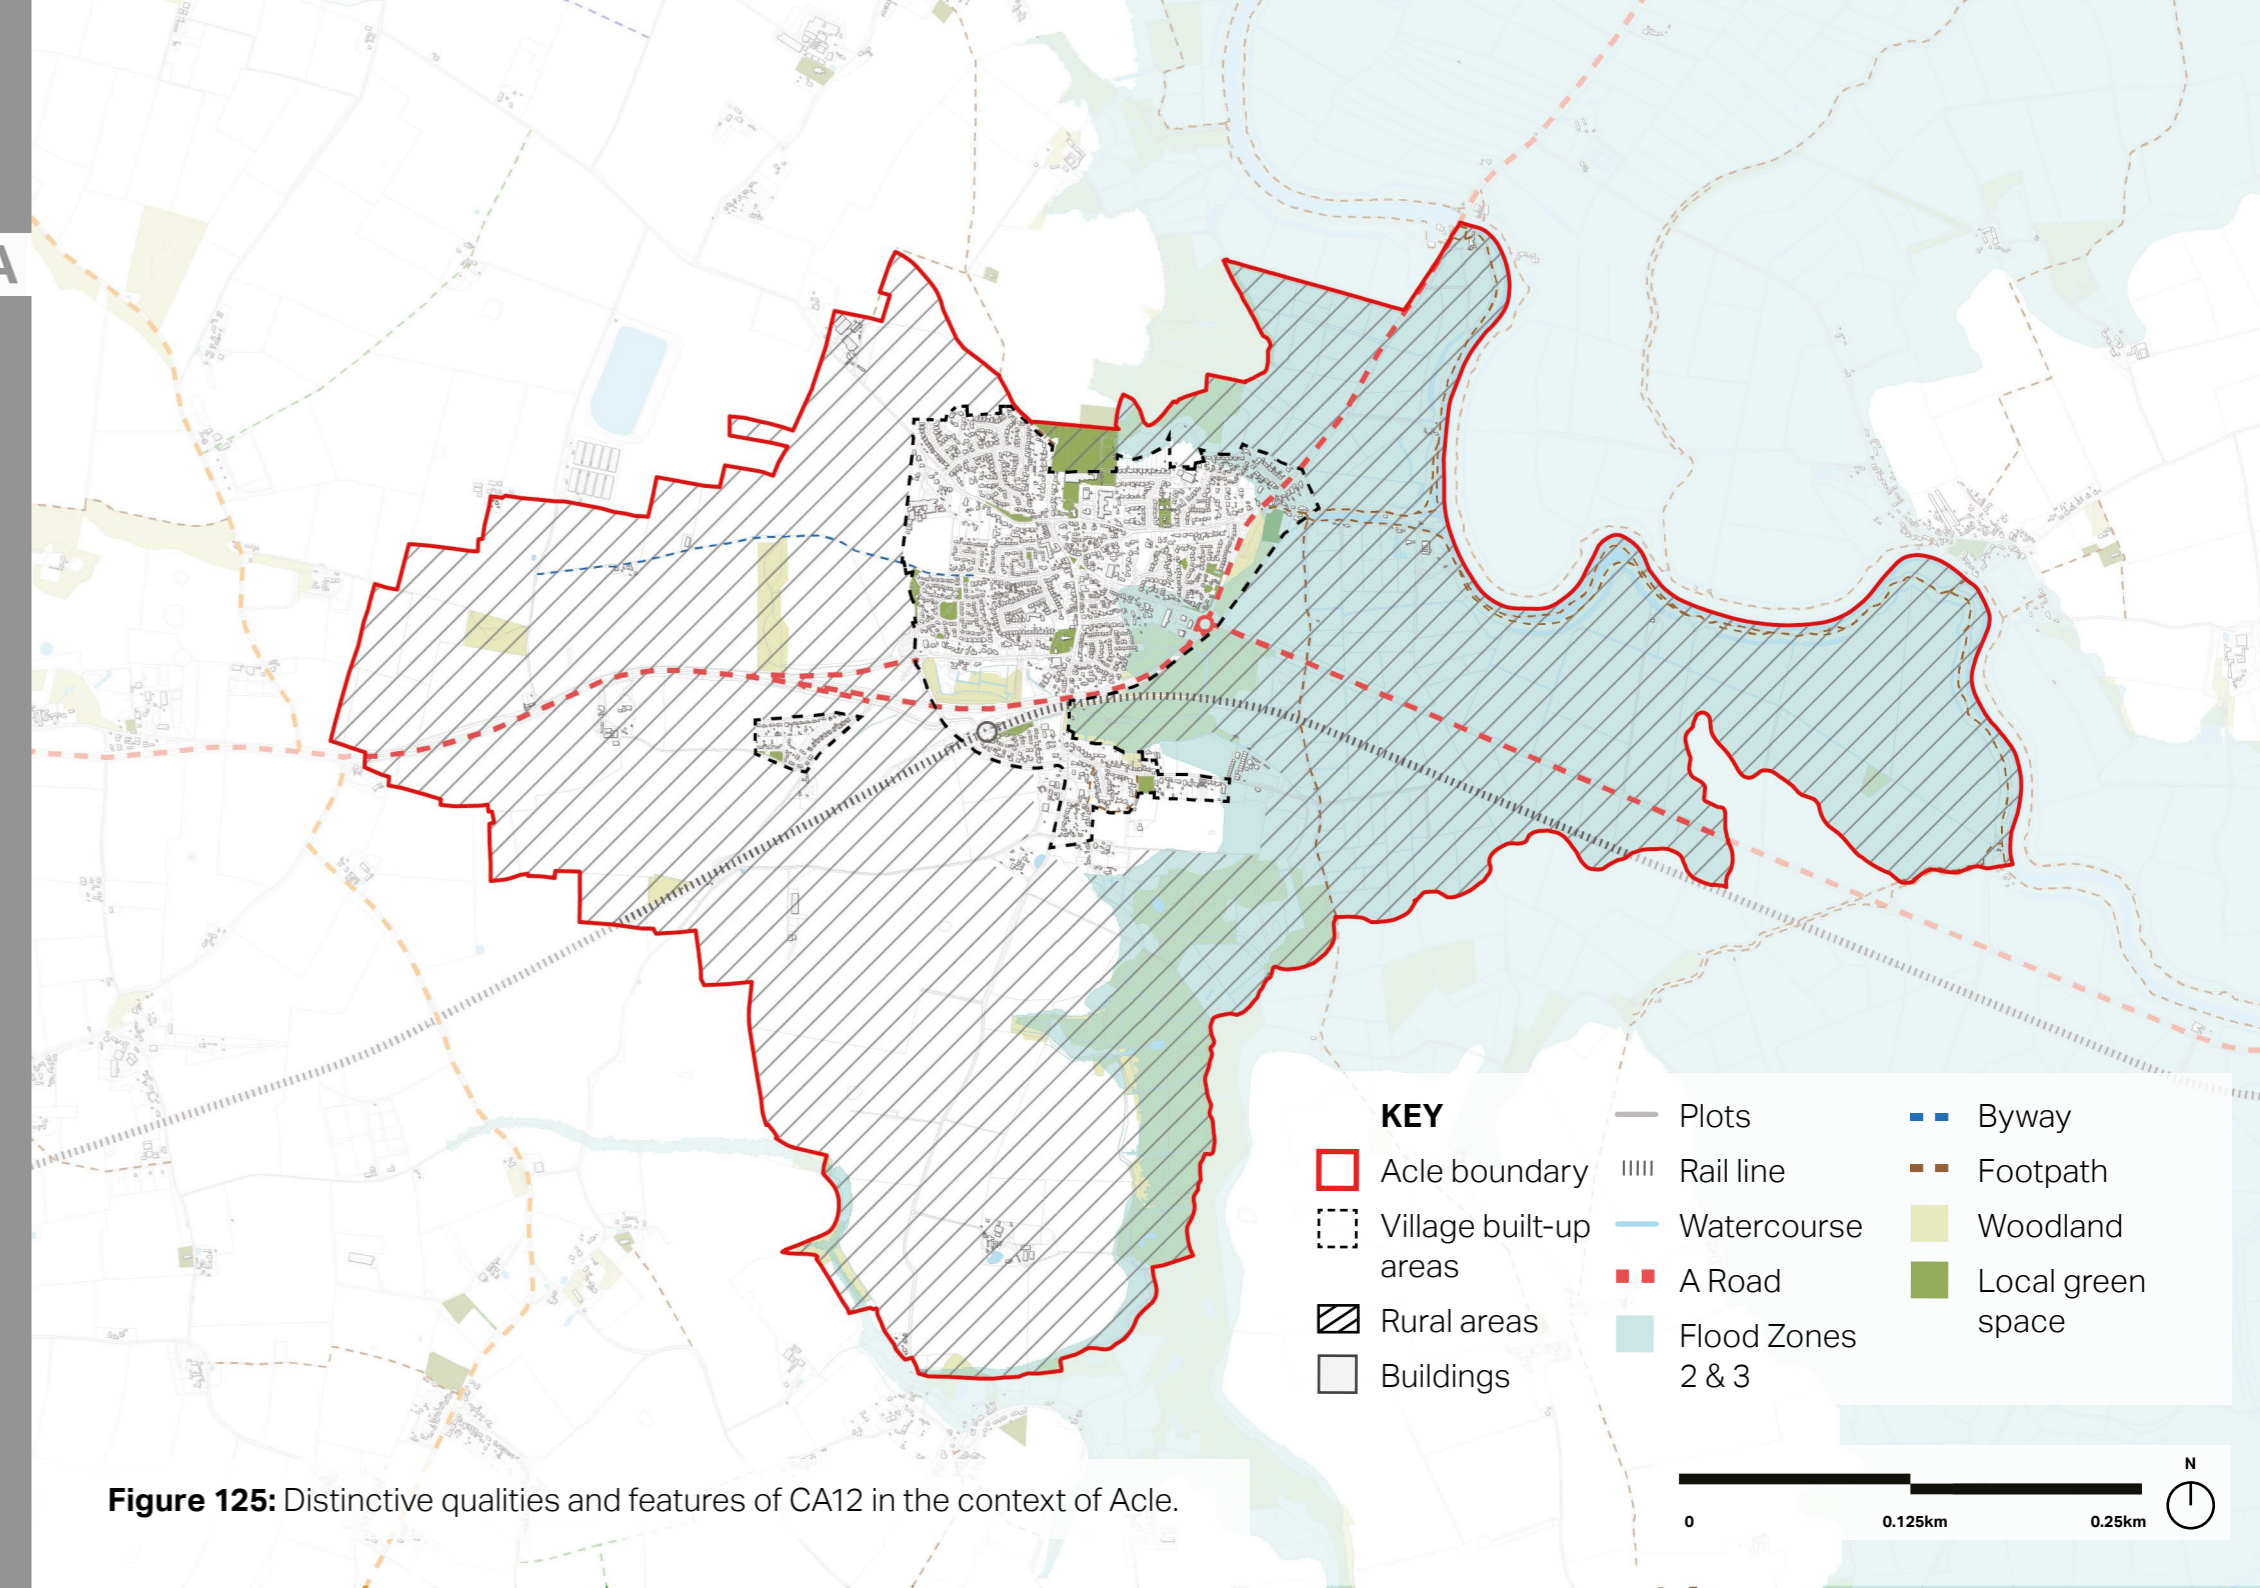 A
KEY
Acle boundary
Village built-up
areas
Rural areas
Buildings
Plots
Rail line
Watercourse
A Road
Flood Zones
2 & 3
Byway
Footpath
Woodland
Local green
space
N
0 0.125km 0.25km
Figure 125: Distinctive qualities and features of CA12 in the context of Acle.